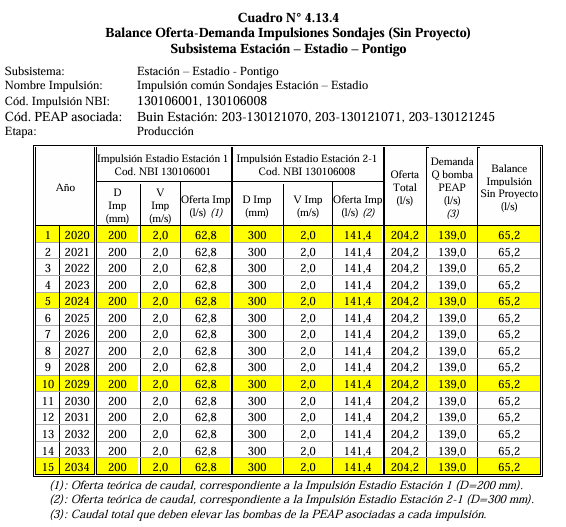 Cuadro N° 4.13.4
Balance Oferta-Demanda Impulsiones Sondajes (Sin Proyecto)
Subsistema Estación – Estadio – Pontigo
Subsistema: Estación – Estadio - Pontigo
Nombre Impulsión: Impulsión común Sondajes Estación – Estadio
Cód. Impulsión NBI: 130106001, 130106008
Cód. PEAP asociada: Buin Estación: 203-130121070, 203-130121071, 203-130121245
Etapa: Producción
Año
Impulsión Estadio Estación 1
Cod. NBI 130106001
Impulsión Estadio Estación 2-1
Cod. NBI 130106008
Oferta
Total
(l/s)
Demanda
Q bomba
PEAP
(l/s)
(3)
Balance
Impulsión
Sin Proyecto
(l/s)
D
Imp
(mm)
V
Imp
(m/s)
Oferta Imp
(l/s) (1)
D Imp
(mm)
V Imp
(m/s)
Oferta Imp
(l/s) (2)
1 2020 200 2,0 62,8 300 2,0 141,4 204,2 139,0 65,2
2 2021 200 2,0 62,8 300 2,0 141,4 204,2 139,0 65,2
3 2022 200 2,0 62,8 300 2,0 141,4 204,2 139,0 65,2
4 2023 200 2,0 62,8 300 2,0 141,4 204,2 139,0 65,2
5 2024 200 2,0 62,8 300 2,0 141,4 204,2 139,0 65,2
6 2025 200 2,0 62,8 300 2,0 141,4 204,2 139,0 65,2
7 2026 200 2,0 62,8 300 2,0 141,4 204,2 139,0 65,2
8 2027 200 2,0 62,8 300 2,0 141,4 204,2 139,0 65,2
9 2028 200 2,0 62,8 300 2,0 141,4 204,2 139,0 65,2
10 2029 200 2,0 62,8 300 2,0 141,4 204,2 139,0 65,2
11 2030 200 2,0 62,8 300 2,0 141,4 204,2 139,0 65,2
12 2031 200 2,0 62,8 300 2,0 141,4 204,2 139,0 65,2
13 2032 200 2,0 62,8 300 2,0 141,4 204,2 139,0 65,2
14 2033 200 2,0 62,8 300 2,0 141,4 204,2 139,0 65,2
15 2034 200 2,0 62,8 300 2,0 141,4 204,2 139,0 65,2
(1): Oferta teórica de caudal, correspondiente a la Impulsión Estadio Estación 1 (D=200 mm).
(2): Oferta teórica de caudal, correspondiente a la Impulsión Estadio Estación 2-1 (D=300 mm).
(3): Caudal total que deben elevar las bombas de la PEAP asociadas a cada impulsión.